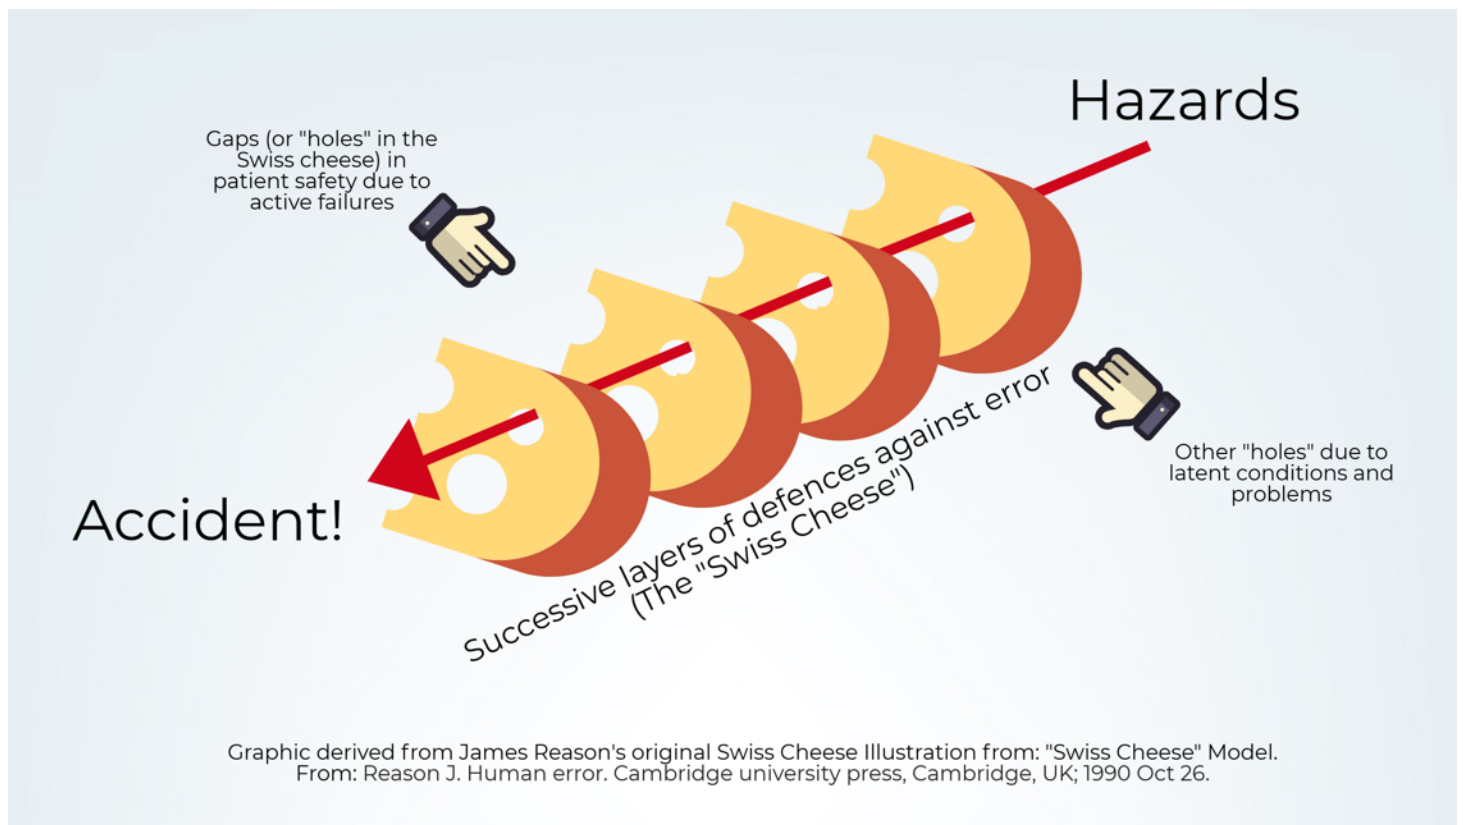 Hazards
Gaps (or "holes" in the
Swiss cheese) in
patient safety due to
active failures
Successive layers of defences against error
(The "Swiss Cheese")
Other "holes" due to
latent conditions and
problems
Accident!
Graphic derived from James Reason's original Swiss Cheese Illustration from: "Swiss Cheese" Model.
From: Reason J. Human error. Cambridge university press, Cambridge, UK; 1990 Oct 26.